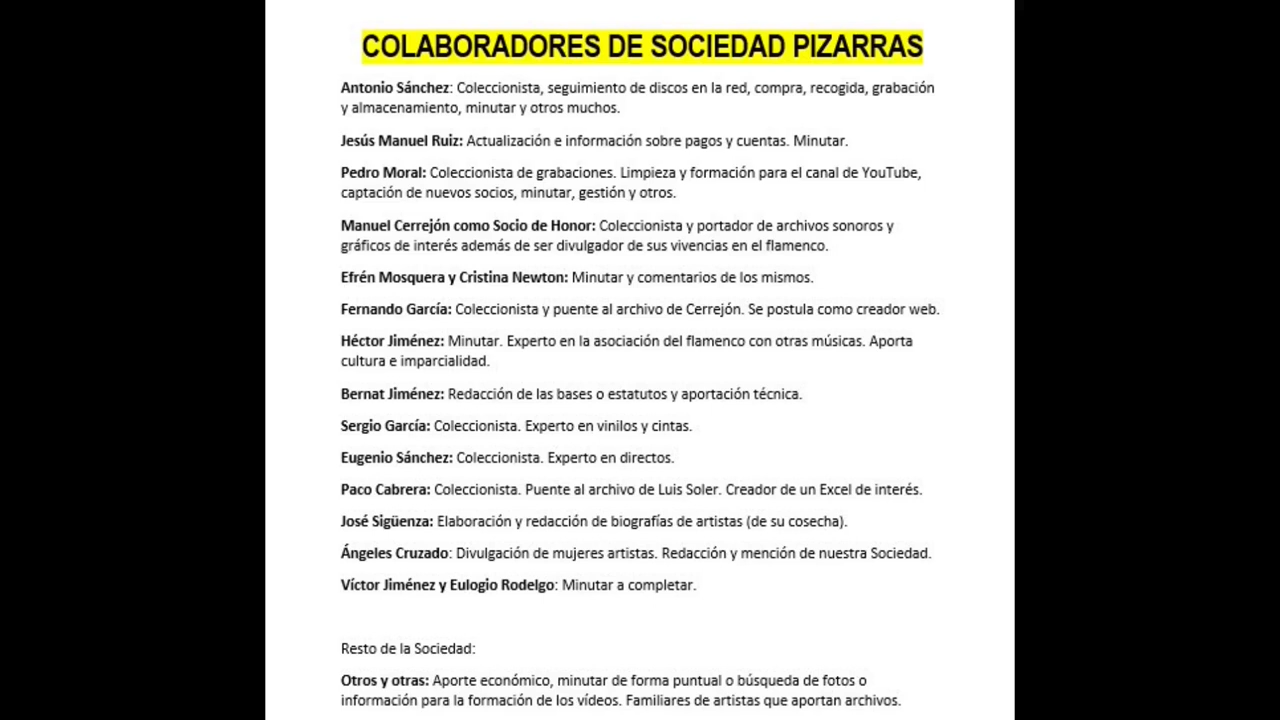 COLABORADORES DE SOCIEDAD PIZARRAS
Antonio Sánchez: Coleccionista, seguimiento de discos en la red, compra, recogida, grabación
y almacenamiento, minutar y otros muchos.
Jesús Manuel Ruiz: Actualización e información sobre pagos y cuentas. Minutar.
Pedro Moral: Coleccionista de grabaciones. Limpieza y formación para el canal de YouTube,
captación de nuevos socios, minutar, gestión y otros.
Manuel Cerrejón como Socio de Honor: Coleccionista y portador de archivos sonoros y
gráficos de interés además de ser divulgador de sus vivencias en el flamenco.
Efrén Mosquera y Cristina Newton: Minutar y comentarios de los mismos.
Fernando García: Coleccionista y puente al archivo de Cerrejón. Se postula como creador web.
Héctor Jiménez: Minutar. Experto en la asociación del flamenco con otras músicas. Aporta
cultura e imparcialidad.
Bernat Jiménez: Redacción de las bases o estatutos y aportación técnica.
Sergio García: Coleccionista. Experto en vinilos y cintas.
Eugenio Sánchez: Coleccionista. Experto en directos.
Paco Cabrera: Coleccionista. Puente al archivo de Luis Soler. Creador de un Excel de interés.
José Sigüenza: Elaboración y redacción de biografías de artistas (de su cosecha).
Ángeles Cruzado: Divulgación de mujeres artistas. Redacción y mención de nuestra Sociedad.
Víctor Jiménez y Eulogio Rodelgo: Minutar a completar.
Resto de la Sociedad:
Otros y otras: Aporte económico, minutar de forma puntual o búsqueda de fotos o
información para la formación de los vídeos. Familiares de artistas que aportan archivos.